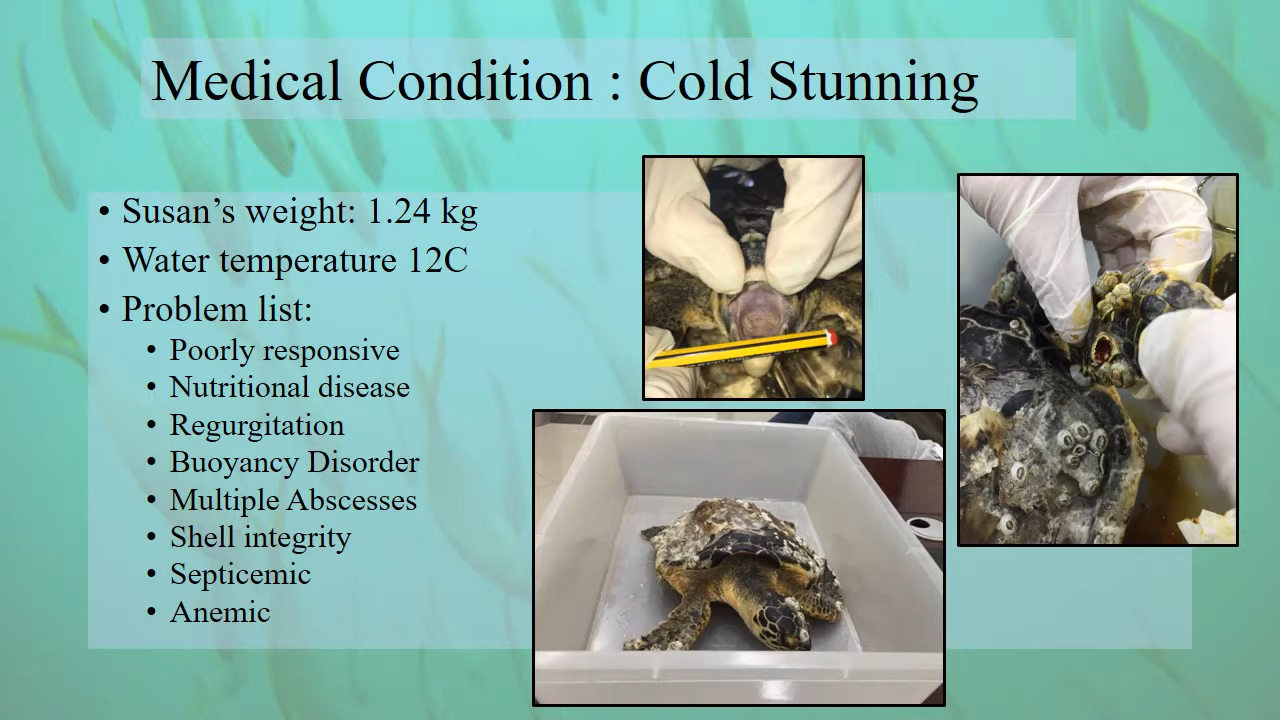 Medical Condition : Cold Stunning
• Susan’s weight: 1.24 kg
• Water temperature 12C
• Problem list:
• Poorly responsive
• Nutritional disease
• Regurgitation
• Buoyancy Disorder
• Multiple Abscesses
• Shell integrity
• Septicemic
• Anemic